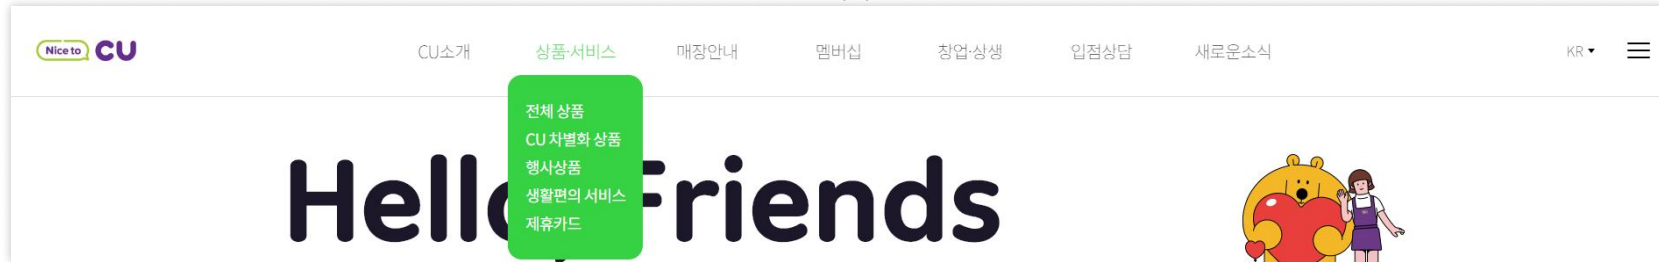 Nice to CU
CU소개 상품·서비스 매장안내 멤버십 창업·상생 입점상담 새로운소식 KR
전체 상품
CU 차별화 상품
행사상품
생활편의 서비스
제휴카드
Hello, Friends